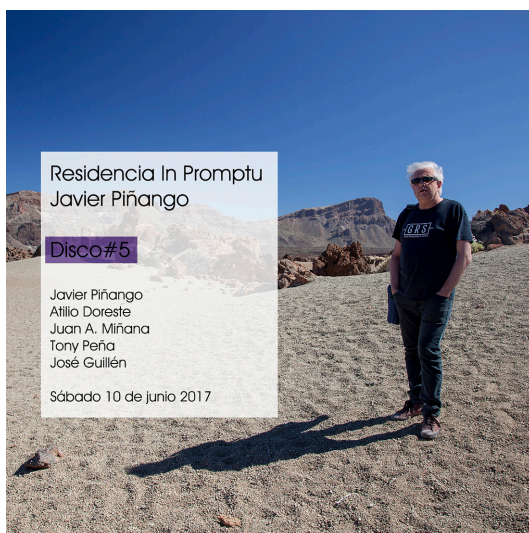 Residencia In Promptu
Javier Piñango
Disco#5
Javier Piñango
Atilio Doreste
Juan A. Miñana
Tony Peña
José Guillén
Sábado 10 de junio 2017
GRS